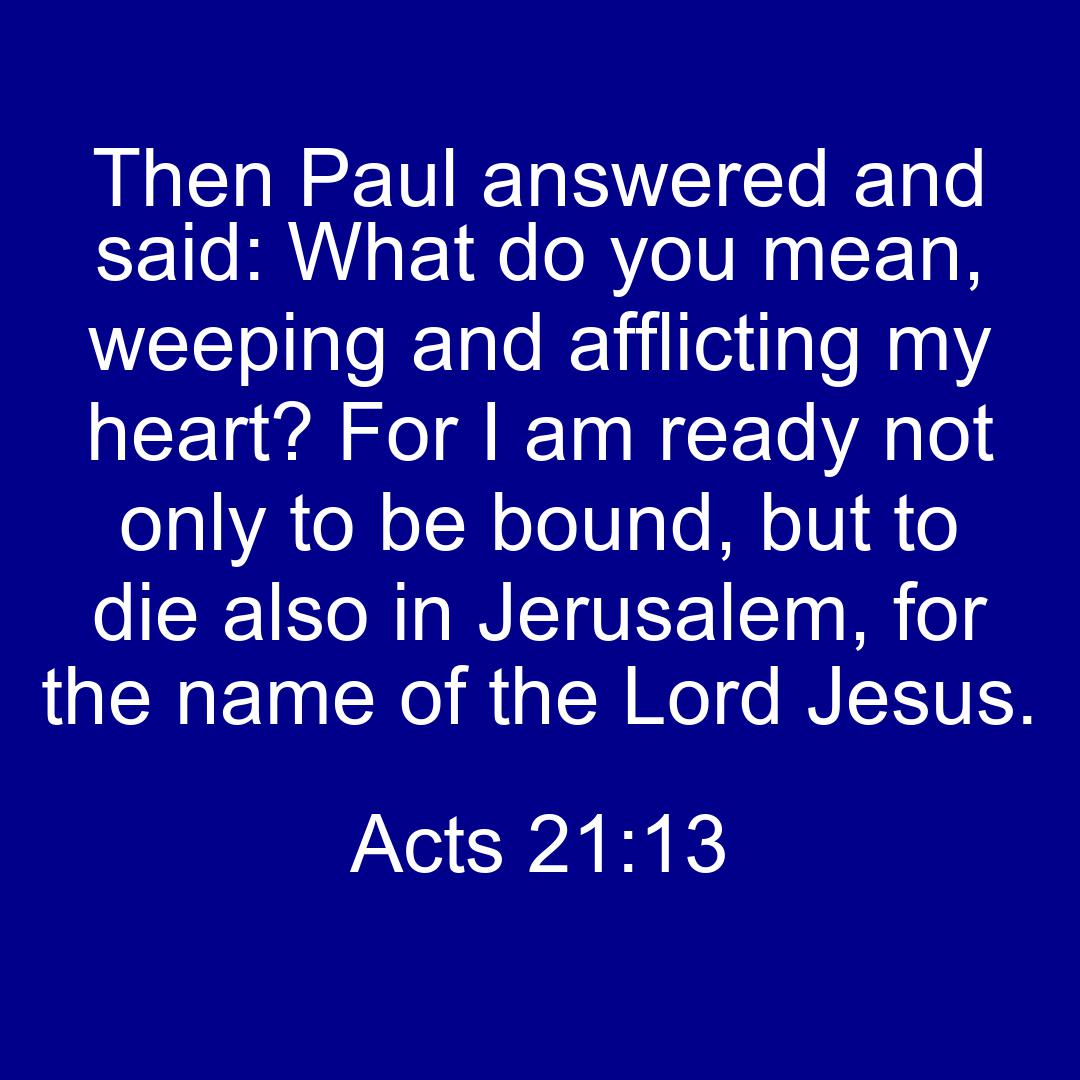 Then Paul answered and
said: What do you mean,
weeping and afflicting my
heart? For I am ready not
only to be bound, but to
die also in Jerusalem, for
the name of the Lord Jesus.
Acts 21:13